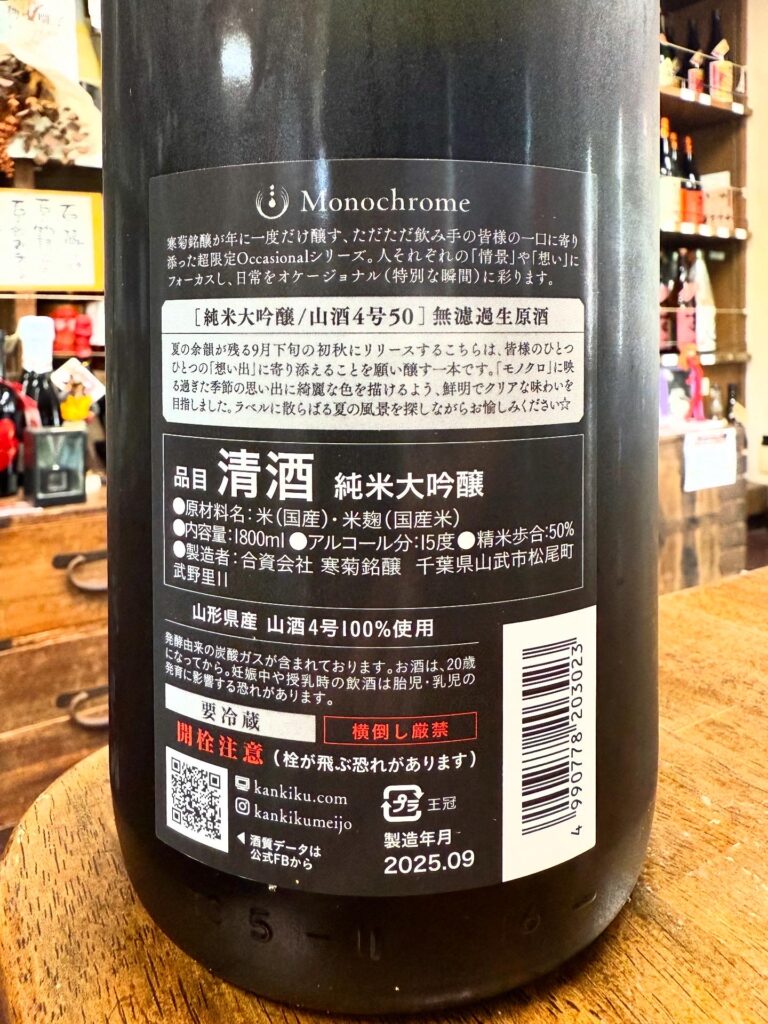 Monochrome
寒菊銘醸が年に一度だけ醸す、ただただ飲み手の皆様の一口に寄り
添った超限定Occasionalシリーズ。人それぞれの「情景」や「想い」に
フォーカスし、日常をオケージョナル(特別な瞬間)に彩ります。
[純米大吟醸/山酒4号50]無濾過生原酒
夏の余韻が残る9月下旬の初秋にリリースするこちらは、皆様のひとつ
ひとつの「想い出」に寄り添えることを願い醸す一本です。「モノクロ」に映
る過ぎた季節の思い出に綺麗な色を描けるよう、鮮明でクリアな味わいを
目指しました。ラベルに散らばる夏の風景を探しながらお愉しみください☆
品目 清酒 純米大吟醸
●原材料名:米(国産)・米麹(国産米)
●内容量:1800ml ●アルコール分:15度 ●精米歩合:50%
●製造者:合資会社 寒菊銘醸 千葉県山武市松尾町
武野里11
山形県産 山酒4号100%使用
発酵由来の炭酸ガスが含まれております。お酒は、20歳
になってから。妊娠中や授乳時の飲酒は胎児・乳児の
発育に影響する恐れがあります。
要冷蔵
横倒し厳禁
開栓注意(栓が飛ぶ恐れがあります)
kankiku.com
kankikumeijo
◀酒質データは
公式FBから
プラ 王冠
製造年月
2025.09
4 990778 203023
5-11